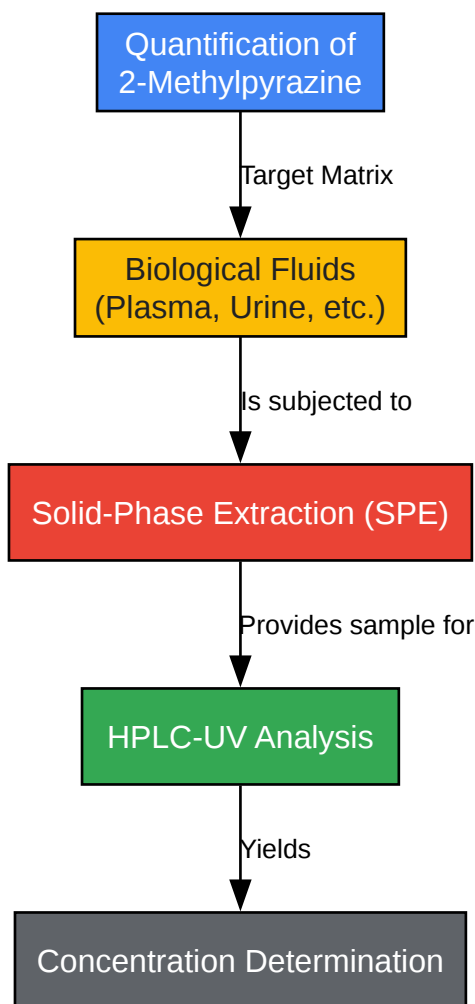 Quantification of
2-Methylpyrazine
Target Matrix
Biological Fluids
(Plasma, Urine, etc.)
Is subjected to
Solid-Phase Extraction (SPE)
Provides sample for
HPLC-UV Analysis
Yields
Concentration Determination